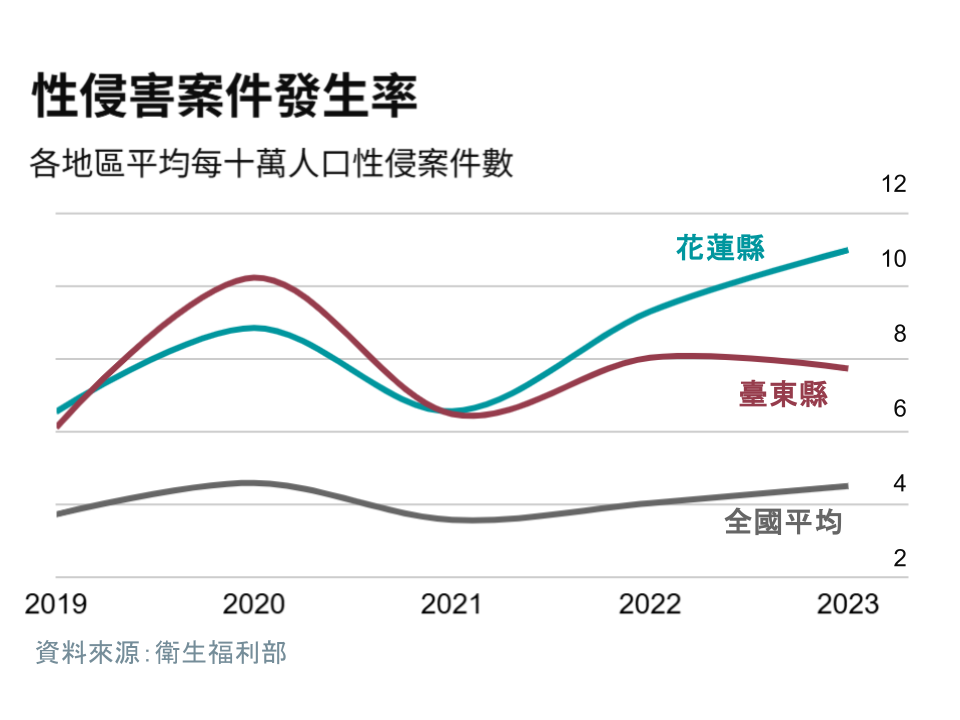 性侵害案件發生率
各地區平均每十萬人口性侵案件數
12
花蓮縣
10
8
臺東縣
6
4
全國平均
2
2019 2020 2021 2022 2023
資料來源:衛生福利部